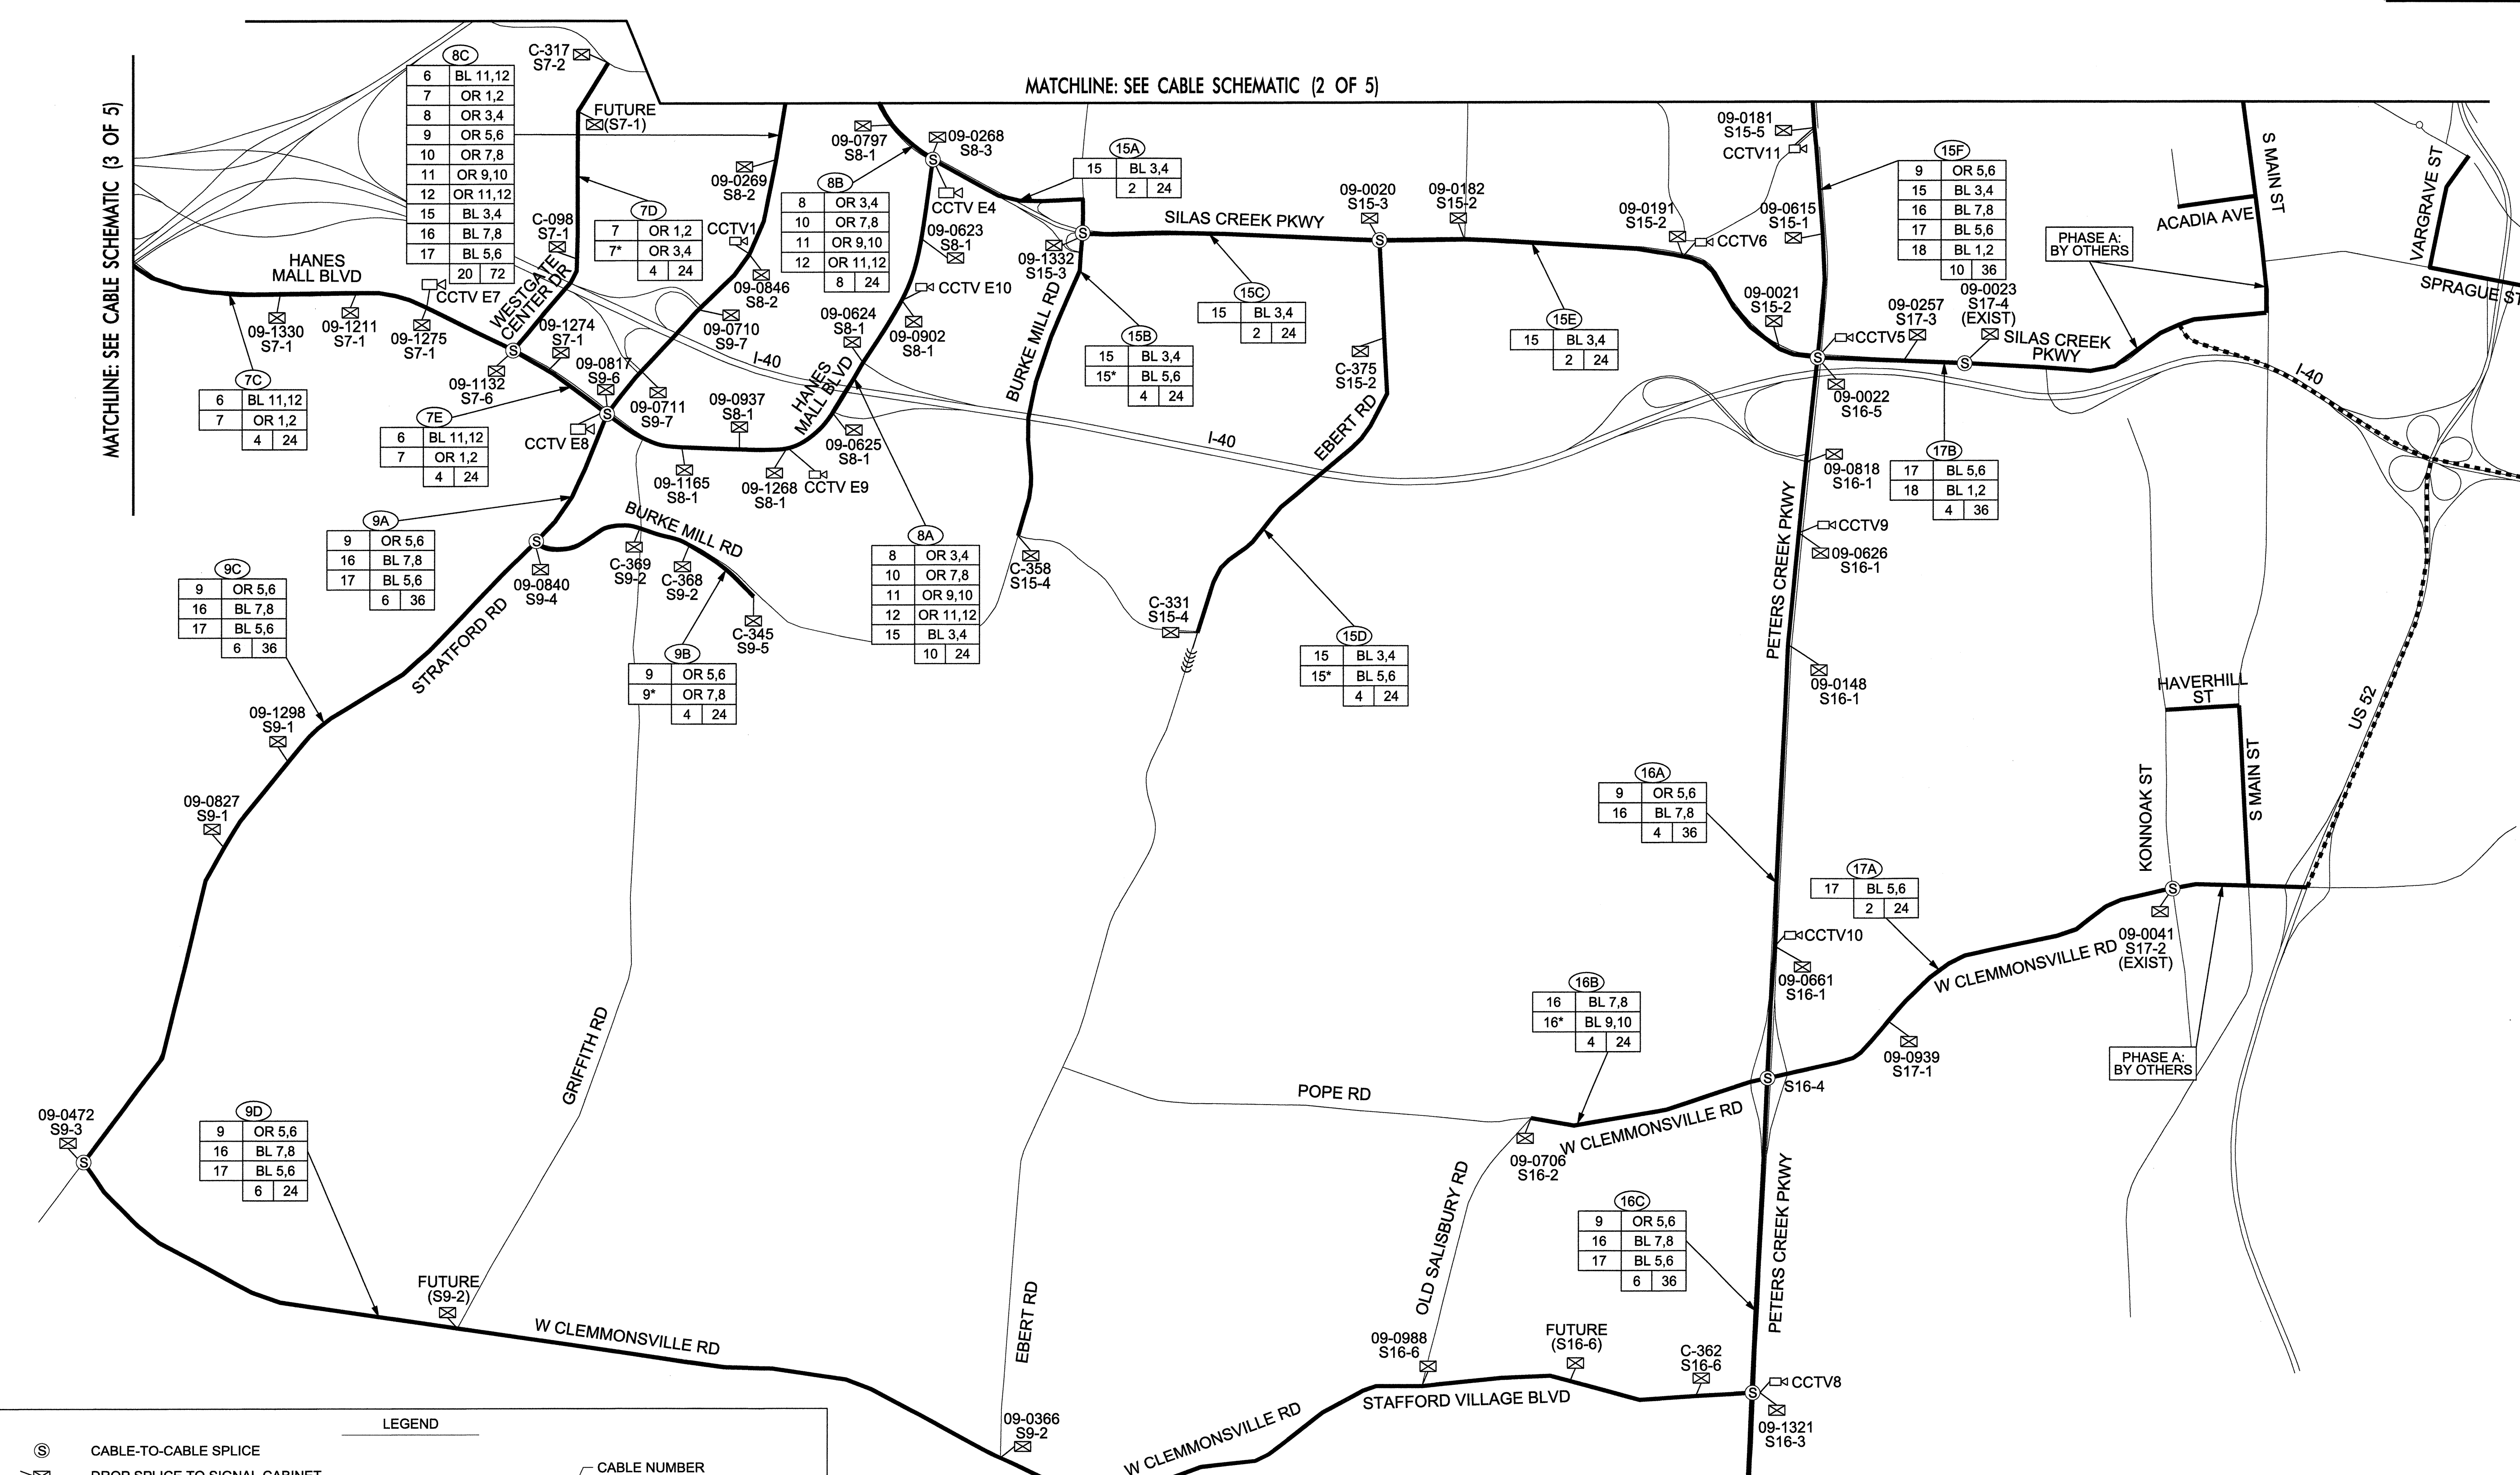 MATCHLINE: SEE CABLE SCHEMATIC (2 OF 5)
MATCHLINE: SEE CABLE SCHEMATIC (3 OF 5)
8C
6 BL 11,12
7 OR 1,2
8 OR 3,4
9 OR 5,6
10 OR 7,8
11 OR 9,10
12 OR 11,12
15 BL 3,4
16 BL 7,8
17 BL 5,6
20 72
C-317
S7-2
FUTURE
(S7-1)
C-098
S7-1
7D
7 OR 1,2
7* OR 3,4
4 24
09-0269
S8-2
CCTV1
09-0846
S8-2
09-0710
S9-7
09-0797
S8-1
09-0268
S8-3
CCTV E4
8B
8 OR 3,4
10 OR 7,8
11 OR 9,10
12 OR 11,12
8 24
09-0623
S8-1
CCTV E10
09-0902
S8-1
09-0624
S8-1
15A
15 BL 3,4
2 24
09-1332
S15-3
SILAS CREEK PKWY
09-0020
S15-3
09-0182
S15-2
09-0191
S15-2
CCTV6
09-0181
S15-5
CCTV11
09-0615
S15-1
15F
9 OR 5,6
15 BL 3,4
16 BL 7,8
17 BL 5,6
18 BL 1,2
10 36
09-0023
S17-4
(EXIST)
09-0257
S17-3
CCTV5
09-0021
S15-2
09-0022
S16-5
SILAS CREEK
PKWY
PHASE A:
BY OTHERS
ACADIA AVE
S MAIN ST
VARGRAVE ST
SPRAGUE ST
I-40
HANES
MALL BLVD
09-1330
S7-1
09-1211
S7-1
CCTV E7
09-1275
S7-1
WESTGATE
CENTER DR
09-1274
S7-1
09-1132
S7-6
09-0817
S9-6
09-0711
S9-7
CCTV E8
09-0937
S8-1
HANES
MALL BLVD
09-0625
S8-1
09-1165
S8-1
09-1268
S8-1
CCTV E9
I-40
I-40
7C
6 BL 11,12
7 OR 1,2
4 24
7E
6 BL 11,12
7 OR 1,2
4 24
BURKE MILL RD
15B
15 BL 3,4
15* BL 5,6
4 24
15C
15 BL 3,4
2 24
15E
15 BL 3,4
2 24
C-375
S15-2
EBERT RD
17B
17 BL 5,6
18 BL 1,2
4 36
09-0818
S16-1
CCTV9
09-0626
S16-1
PETERS CREEK PKWY
09-0148
S16-1
9A
9 OR 5,6
16 BL 7,8
17 BL 5,6
6 36
BURKE MILL RD
09-0840
S9-4
C-369
S9-2
C-368
S9-2
C-345
S9-5
9B
9 OR 5,6
9* OR 7,8
4 24
8A
8 OR 3,4
10 OR 7,8
11 OR 9,10
12 OR 11,12
15 BL 3,4
10 24
C-358
S15-4
C-331
S15-4
15D
15 BL 3,4
15* BL 5,6
4 24
9C
9 OR 5,6
16 BL 7,8
17 BL 5,6
6 36
STRATFORD RD
09-1298
S9-1
09-0827
S9-1
HAVERHILL
ST
US 52
KONNOAK ST
S MAIN ST
16A
9 OR 5,6
16 BL 7,8
4 36
17A
17 BL 5,6
2 24
CCTV10
09-0661
S16-1
W CLEMMONSVILLE RD
09-0041
S17-2
(EXIST)
09-0939
S17-1
PHASE A:
BY OTHERS
16B
16 BL 7,8
16* BL 9,10
4 24
S16-4
POPE RD
W CLEMMONSVILLE RD
09-0706
S16-2
GRIFFITH RD
09-0472
S9-3
9D
9 OR 5,6
16 BL 7,8
17 BL 5,6
6 24
OLD SALISBURY RD
16C
9 OR 5,6
16 BL 7,8
17 BL 5,6
6 36
PETERS CREEK PKWY
FUTURE
(S9-2)
W CLEMMONSVILLE RD
EBERT RD
09-0988
S16-6
FUTURE
(S16-6)
C-362
S16-6
CCTV8
09-1321
S16-3
STAFFORD VILLAGE BLVD
W CLEMMONSVILLE RD
09-0366
S9-2
LEGEND
S CABLE-TO-CABLE SPLICE
DROP SPLICE TO SIGNAL CABINET
CABLE NUMBER